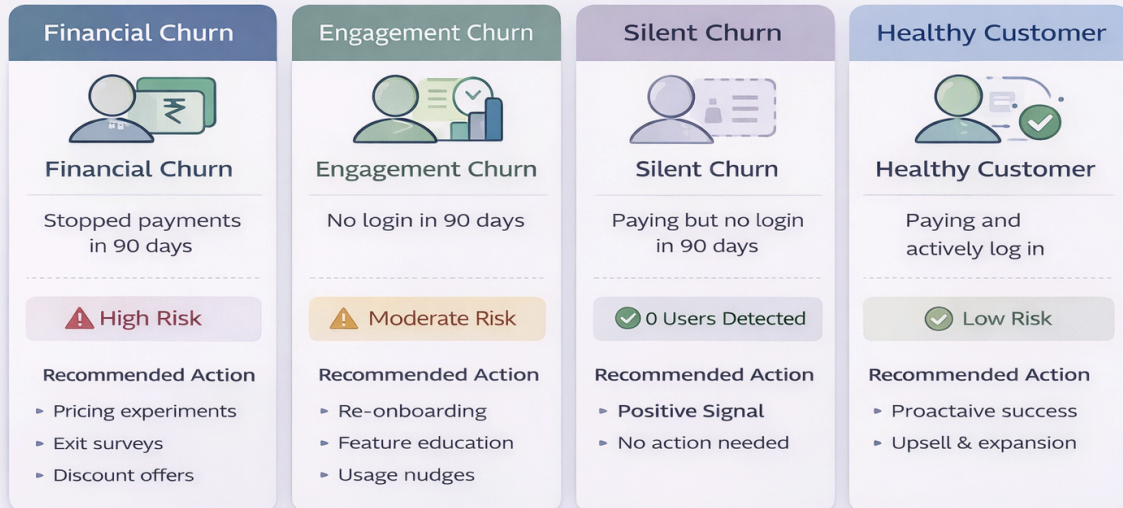 Financial Churn
₹
Financial Churn
Stopped payments
in 90 days
High Risk
Recommended Action
Pricing experiments
Exit surveys
Discount offers
Engagement Churn
Engagement Churn
No login in 90 days
Moderate Risk
Recommended Action
Re-onboarding
Feature education
Usage nudges
Silent Churn
Silent Churn
Paying but no login
in 90 days
0 Users Detected
Recommended Action
Positive Signal
No action needed
Healthy Customer
Healthy Customer
Paying and
actively log in
Low Risk
Recommended Action
Proactaive success
Upsell & expansion